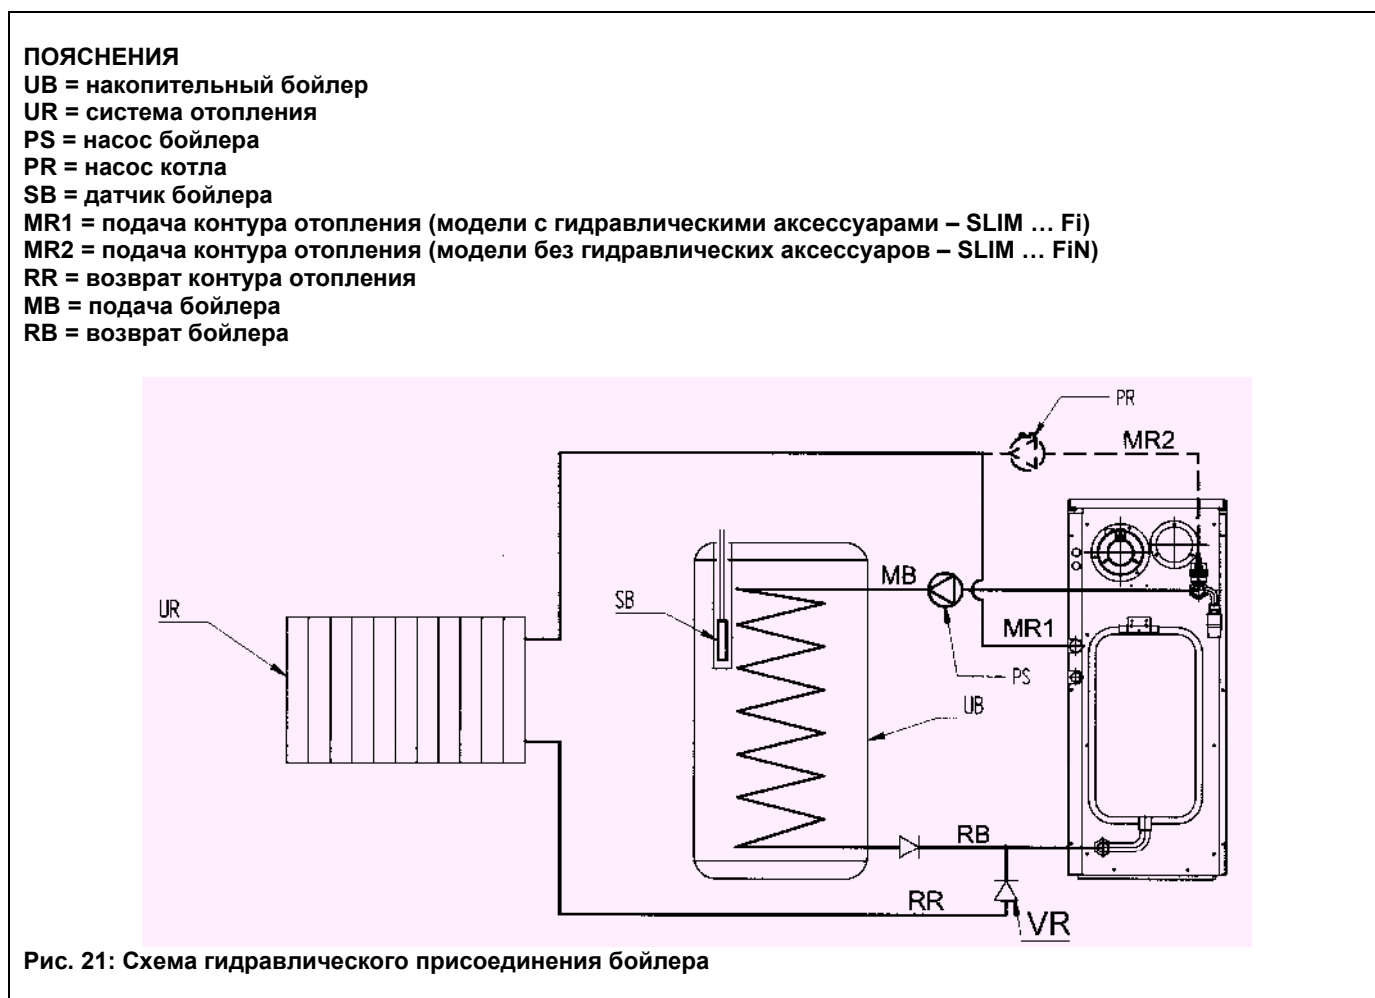 ПОЯСНЕНИЯ
UB = накопительный бойлер
UR = система отопления
PS = насос бойлера
PR = насос котла
SB = датчик бойлера
MR1 = подача контура отопления (модели с гидравлическими аксессуарами – SLIM … Fi)
MR2 = подача контура отопления (модели без гидравлических аксессуаров – SLIM … FiN)
RR = возврат контура отопления
MB = подача бойлера
RB = возврат бойлера
PR
MR2
MB
SB
UR
MR1
PS
UB
RB
RR
VR
Рис. 21: Схема гидравлического присоединения бойлера